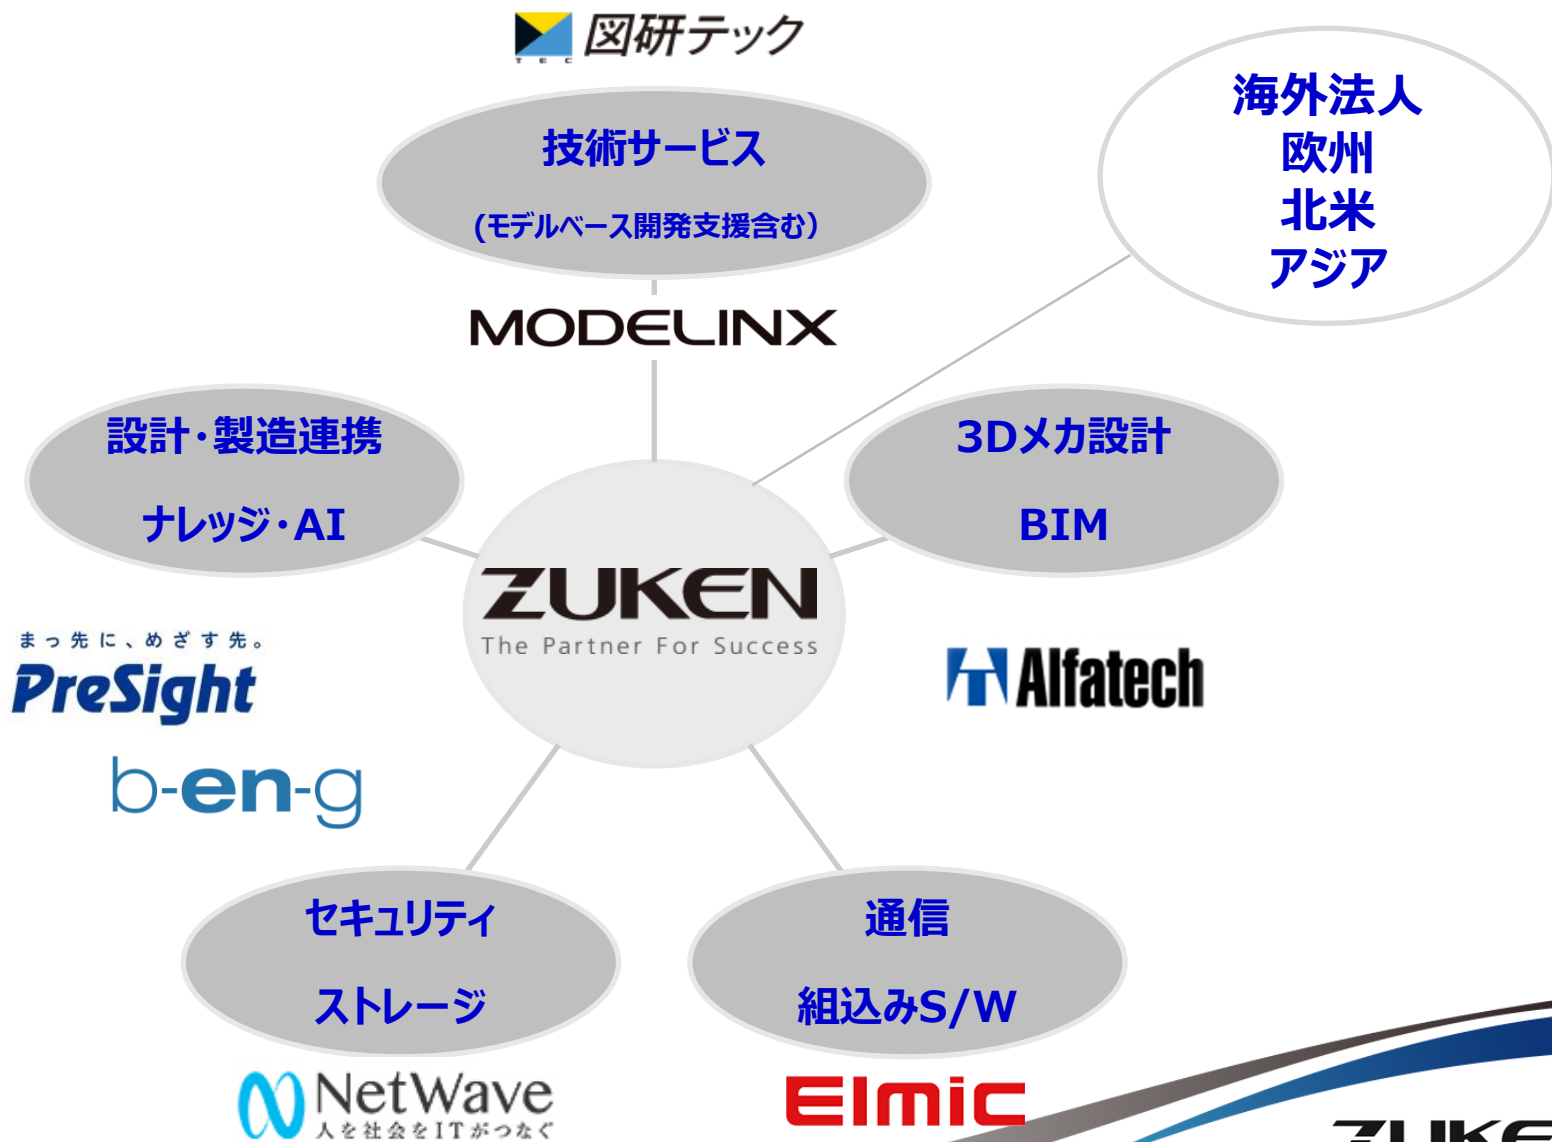 図研テック
TEC
技術サービス
(モデルベース開発支援含む）
MODELINX
海外法人
欧州
北米
アジア
設計・製造連携
ナレッジ・AI
3Dメカ設計
BIM
ZUKEN
The Partner For Success
まっ先に、めざす先。
PreSight
b-en-g
Alfatech
セキュリティ
ストレージ
通信
組込みS/W
NetWave
人を社会をITがつなぐ
Elmic
ZUKE